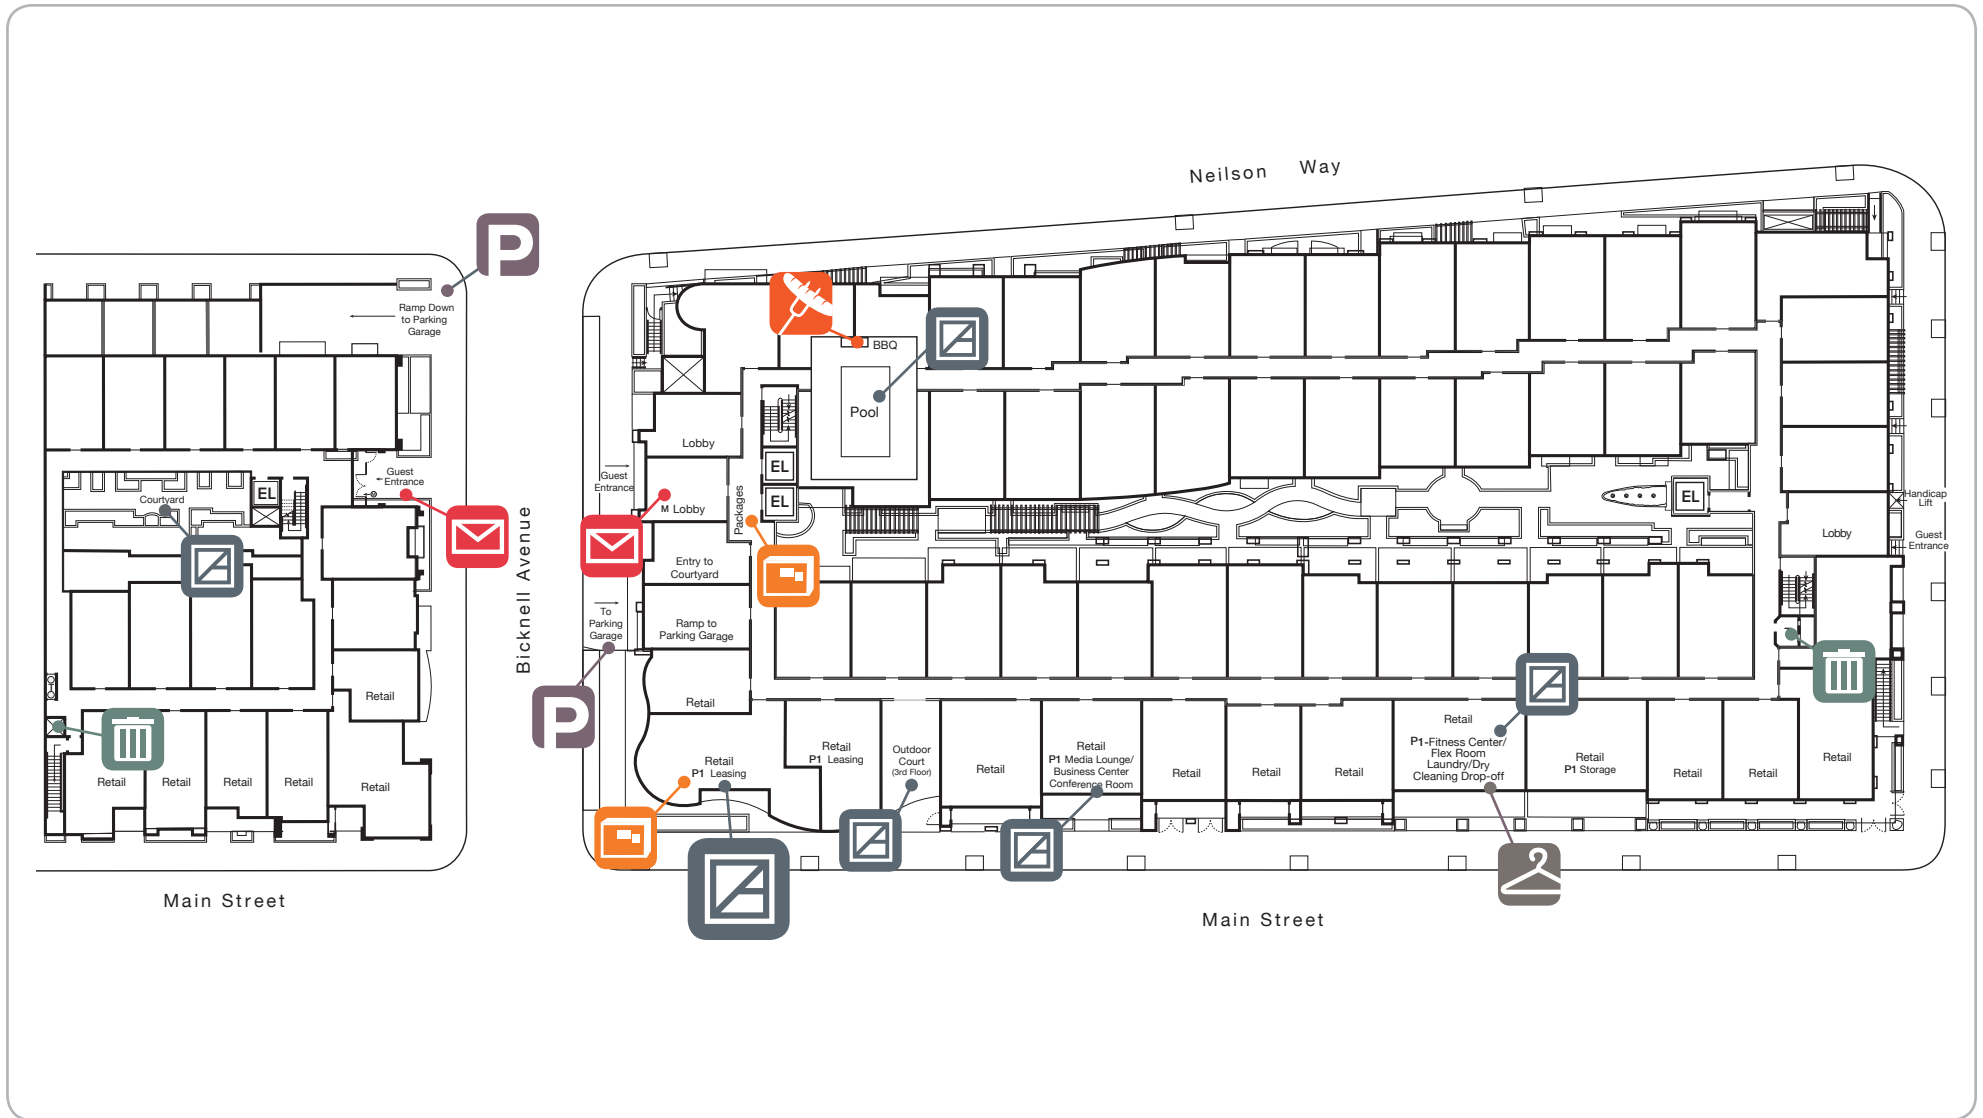 Neilson Way
P
Ramp Down
to Parking
Garage
BBQ
Pool
Lobby
EL
EL
Guest
Entrance
M Lobby
Packages
Guest
Entrance
M
Courtyard
EL
EL
Handicap
Lift
Lobby
Guest
Entrance
Bicknell Avenue
Entry to
Courtyard
To
Parking
Garage
Ramp to
Parking Garage
P
Retail
Retail
Retail
Retail
Retail
Retail
Retail
Retail
P1 Leasing
Retail
P1 Leasing
Outdoor
Court
(3rd Floor)
Retail
Retail
P1 Media Lounge/
Business Center
Conference Room
Retail
Retail
Retail
Retail
P1-Fitness Center/
Flex Room
Laundry/Dry
Cleaning Drop-off
Retail
P1 Storage
Retail
Retail
Retail
Main Street
Main Street